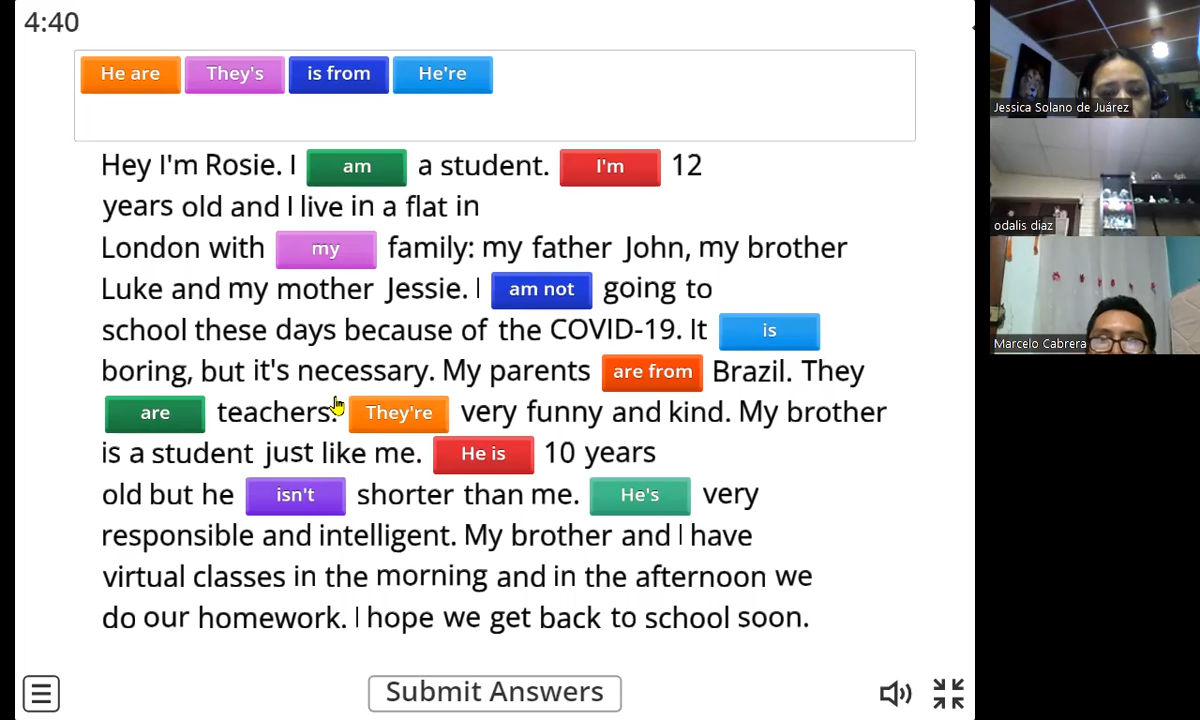 4:40
He are They's is from He're
Hey I'm Rosie. I am a student. I'm 12
years old and I live in a flat in
London with my family: my father John, my brother
Luke and my mother Jessie. I am not going to
school these days because of the COVID-19. It is
boring, but it's necessary. My parents are from Brazil. They
are teachers. They're very funny and kind. My brother
is a student just like me. He is 10 years
old but he isn't shorter than me. He's very
responsible and intelligent. My brother and I have
virtual classes in the morning and in the afternoon we
do our homework. I hope we get back to school soon.
Submit Answers
Jessica Solano de Juárez
odalis diaz
Marcelo Cabrera